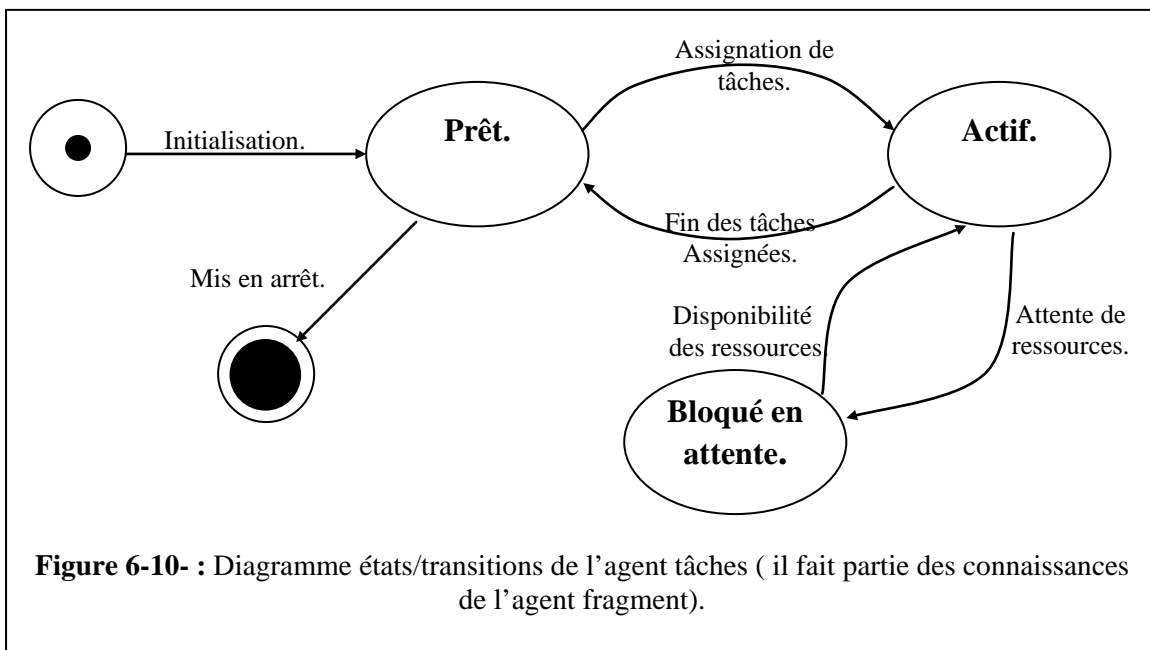 Assignation de
tâches.
Initialisation.
Prêt.
Actif.
Fin des tâches
Assignées.
Mis en arrêt.
Disponibilité
des ressources.
Attente de
ressources.
Bloqué en
attente.
Figure 6-10- : Diagramme états/transitions de l’agent tâches ( il fait partie des connaissances
de l’agent fragment).